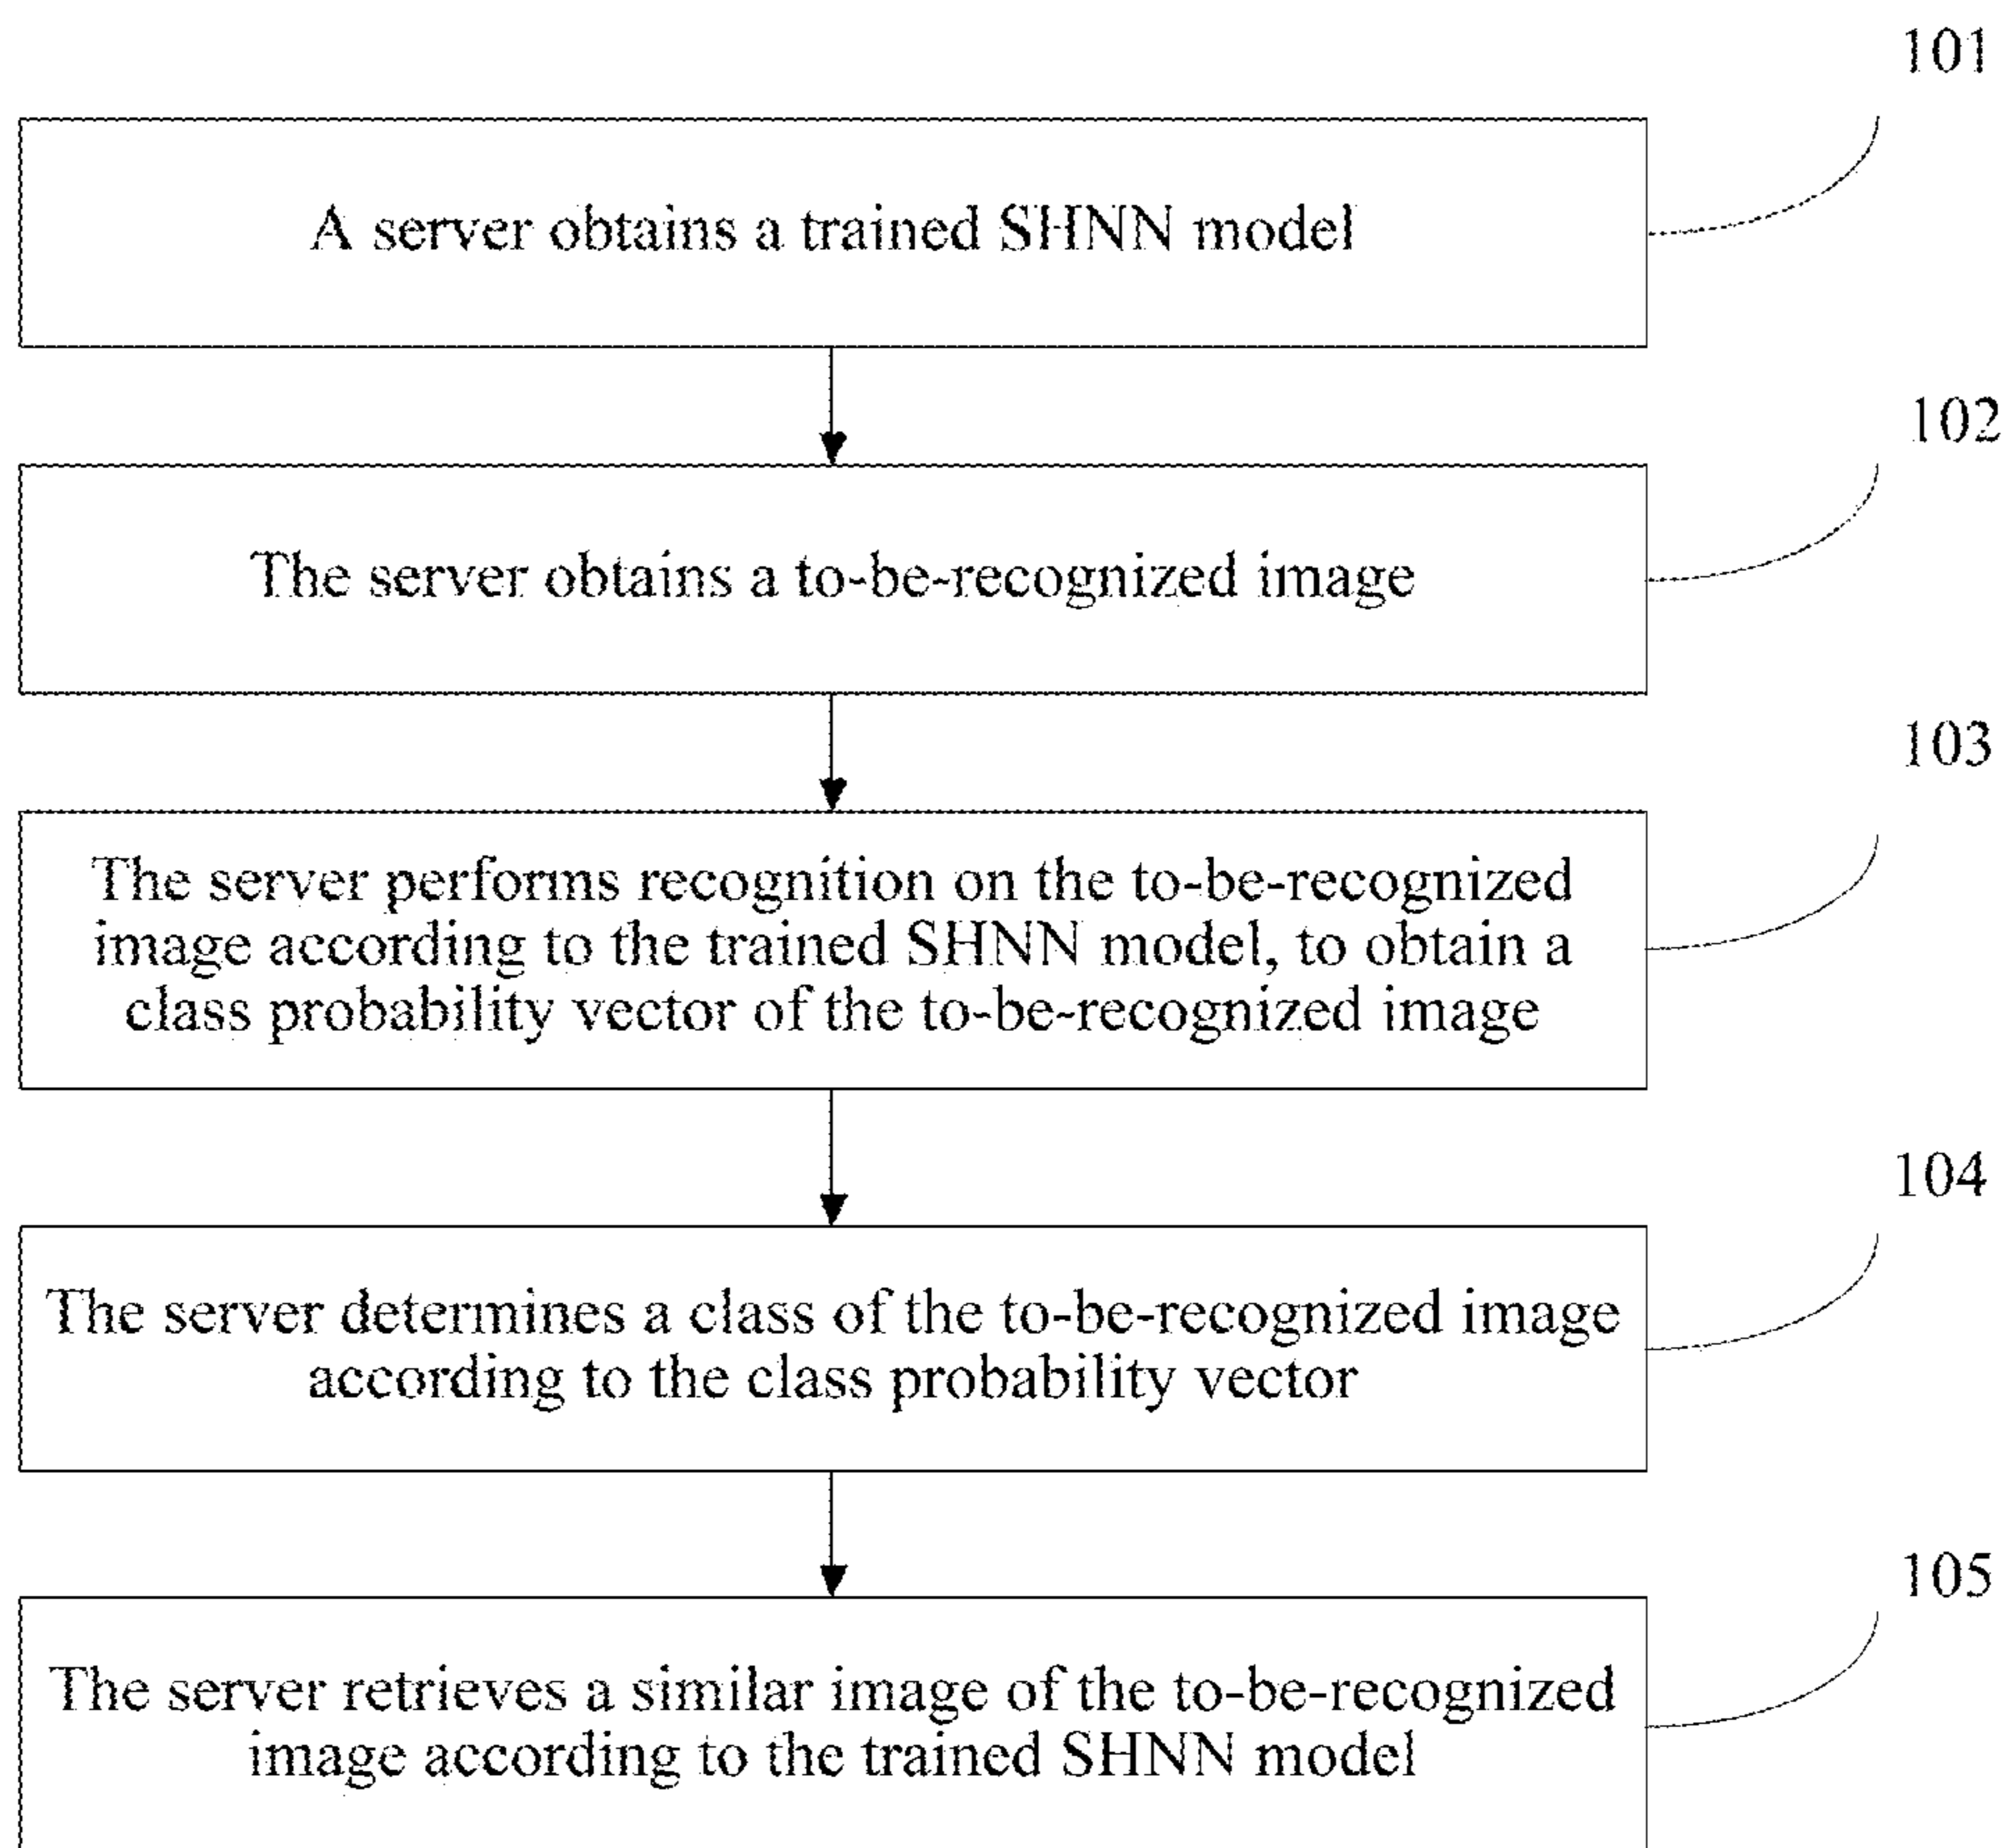 101
A server obtains a trained SHNN model
102
The server obtains a to-be-recognized image
103
The server performs recognition on the to-be-recognized
image according to the trained SHNN model, to obtain a
class probability vector of the to-be-recognized image
104
The server determines a class of the to-be-recognized image
according to the class probability vector
105
The server retrieves a similar image of the to-be-recognized
image according to the trained SHNN model